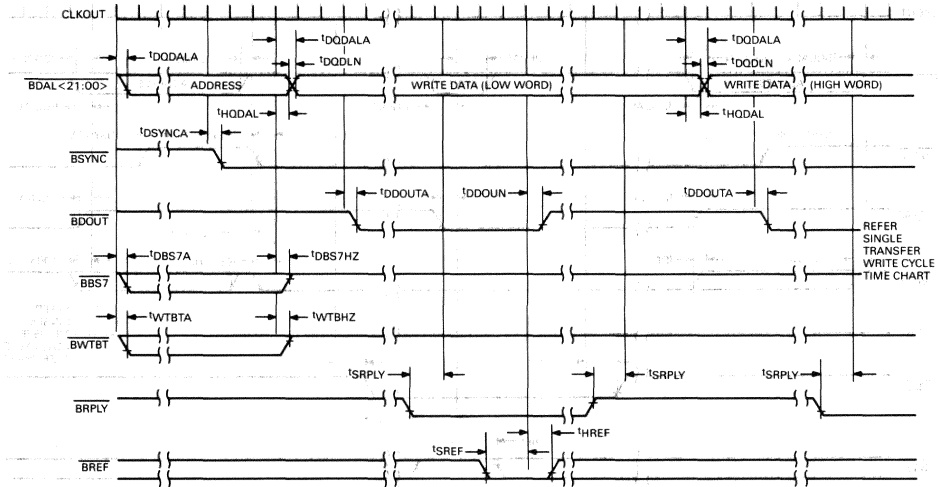 CLKOUT
tDQDALA
tDQDALA
tDQDALA
tDQDLN
tDQDLN
BDAL<21:00>
ADDRESS
WRITE DATA (LOW WORD)
WRITE DATA (HIGH WORD)
tHQDAL
tHQDAL
tDSYNCA
BSYNC
tDDOUTA
tDDOUN
tDDOUTA
BDOUT
REFER
SINGLE
TRANSFER
WRITE CYCLE
TIME CHART
tDBS7A
tDBS7HZ
BBS7
tWTBTA
tWTBHZ
BWTBT
tSRPLY
tSRPLY
tSRPLY
BRPLY
tHREF
tSREF
BREF